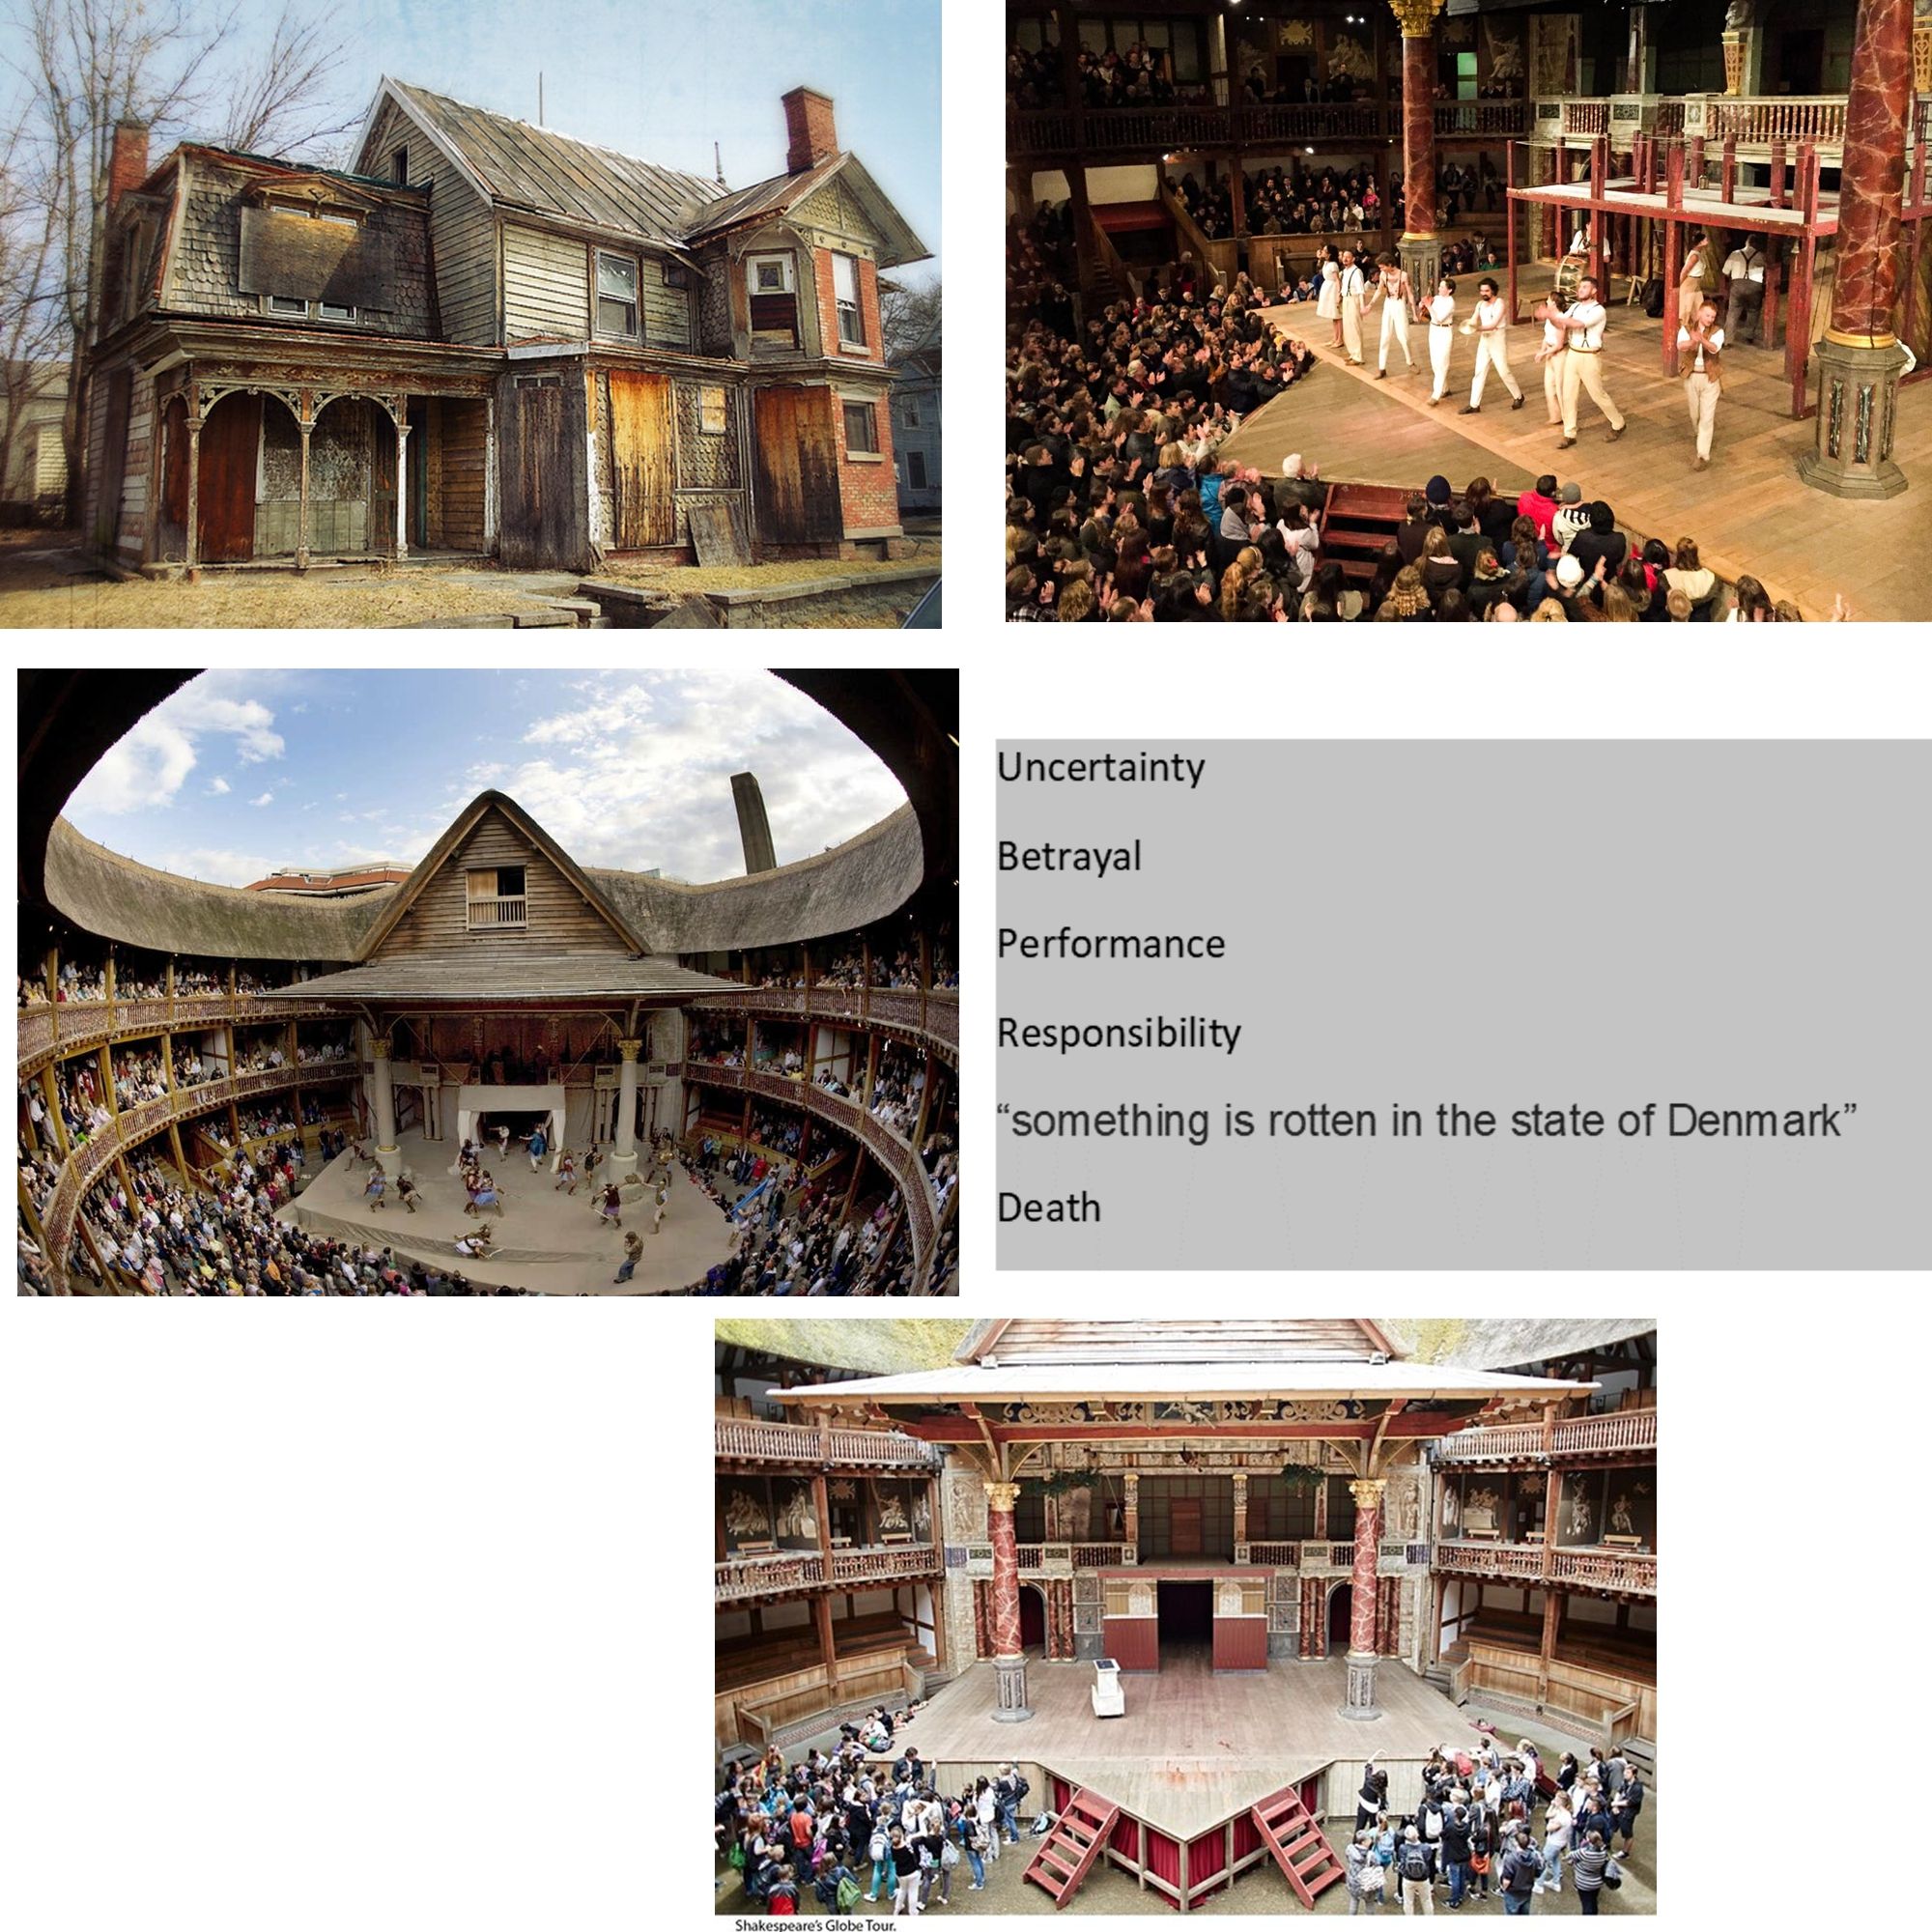 Uncertainty
Betrayal
Performance
Responsibility
“something is rotten in the state of Denmark”
Death
Shakespeare’s Globe Tour.